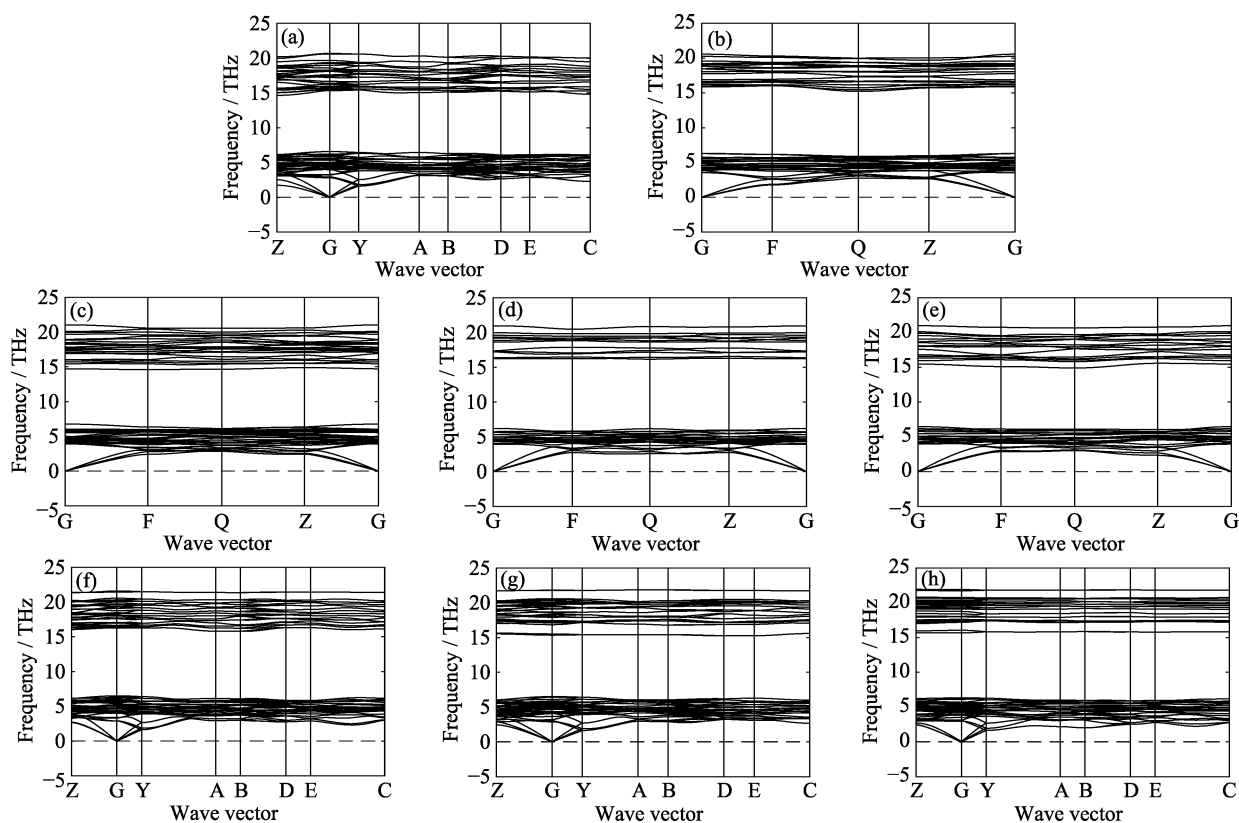 (a)
25
20
15
10
5
0
−5
Frequency / THz
Z G Y A B D E C
Wave vector
(b)
25
20
15
10
5
0
−5
Frequency / THz
G F Q Z G
Wave vector
(c)
25
20
15
10
5
0
−5
Frequency / THz
G F Q Z G
Wave vector
(d)
25
20
15
10
5
0
−5
Frequency / THz
G F Q Z G
Wave vector
(e)
25
20
15
10
5
0
−5
Frequency / THz
G F Q Z G
Wave vector
(f)
25
20
15
10
5
0
−5
Frequency / THz
Z G Y A B D E C
Wave vector
(g)
25
20
15
10
5
0
−5
Frequency / THz
Z G Y A B D E C
Wave vector
(h)
25
20
15
10
5
0
−5
Frequency / THz
Z G Y A B D E C
Wave vector